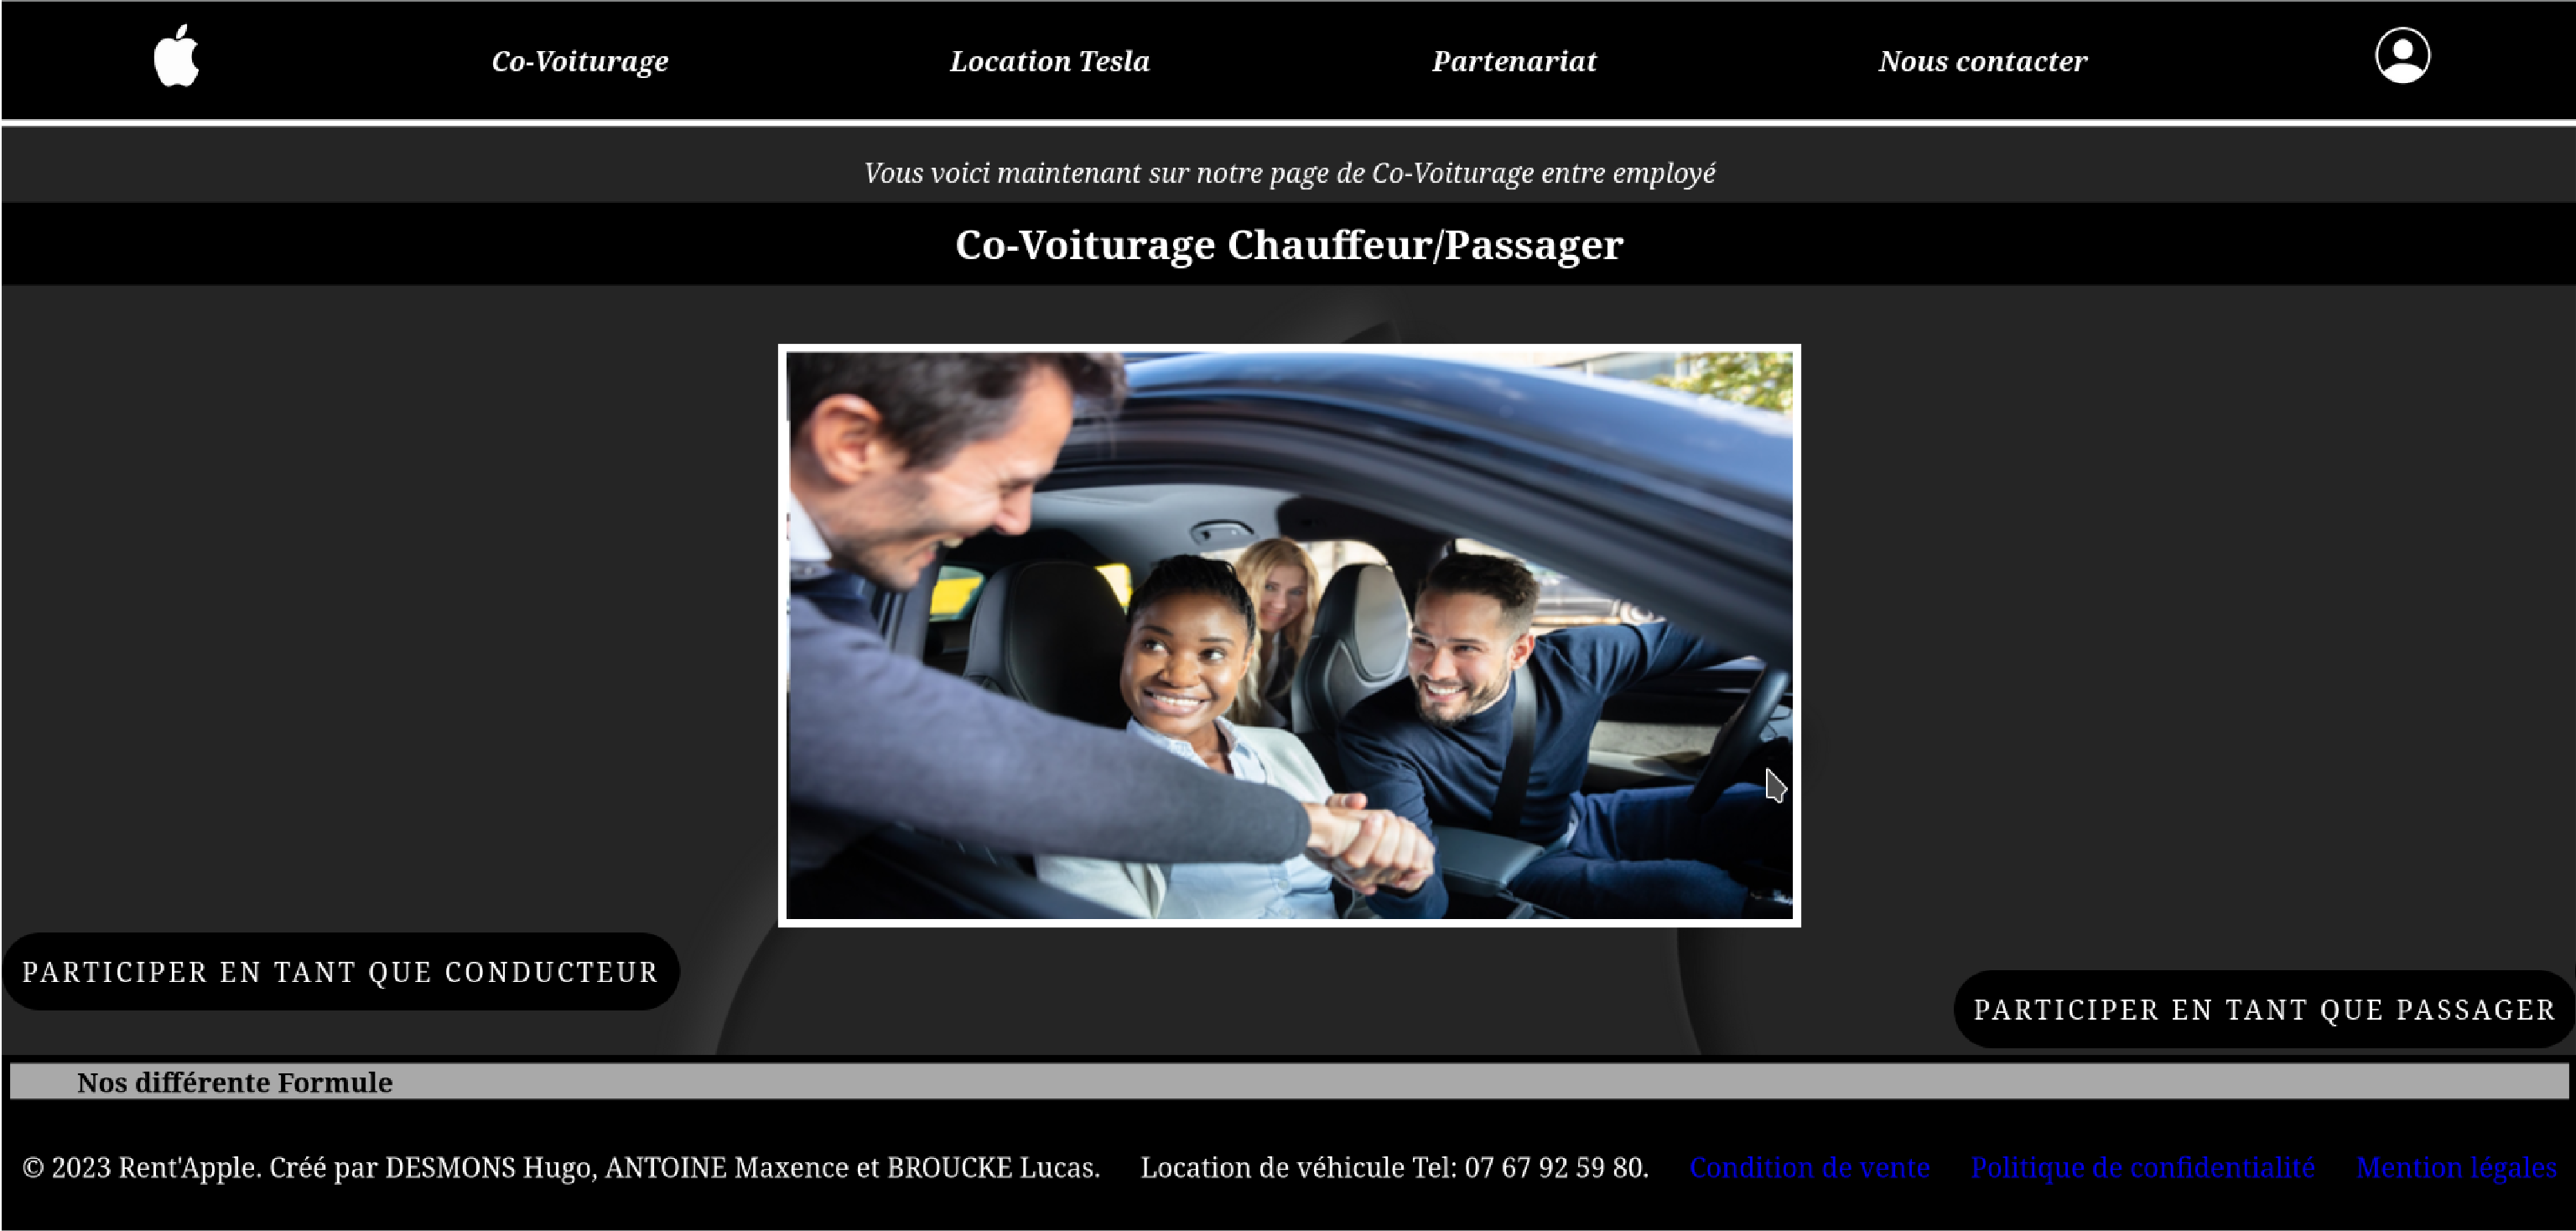 Co-Voiturage Location Tesla Partenariat Nous contacter
Vous voici maintenant sur notre page de Co-Voiturage entre employé
Co-Voiturage Chauffeur/Passager
PARTICIPER EN TANT QUE CONDUCTEUR
PARTICIPER EN TANT QUE PASSAGER
Nos différente Formule
© 2023 Rent'Apple. Créé par DESMONS Hugo, ANTOINE Maxence et BROUCKE Lucas. Location de véhicule Tel: 07 67 92 59 80. Condition de vente Politique de confidentialité Mention légales